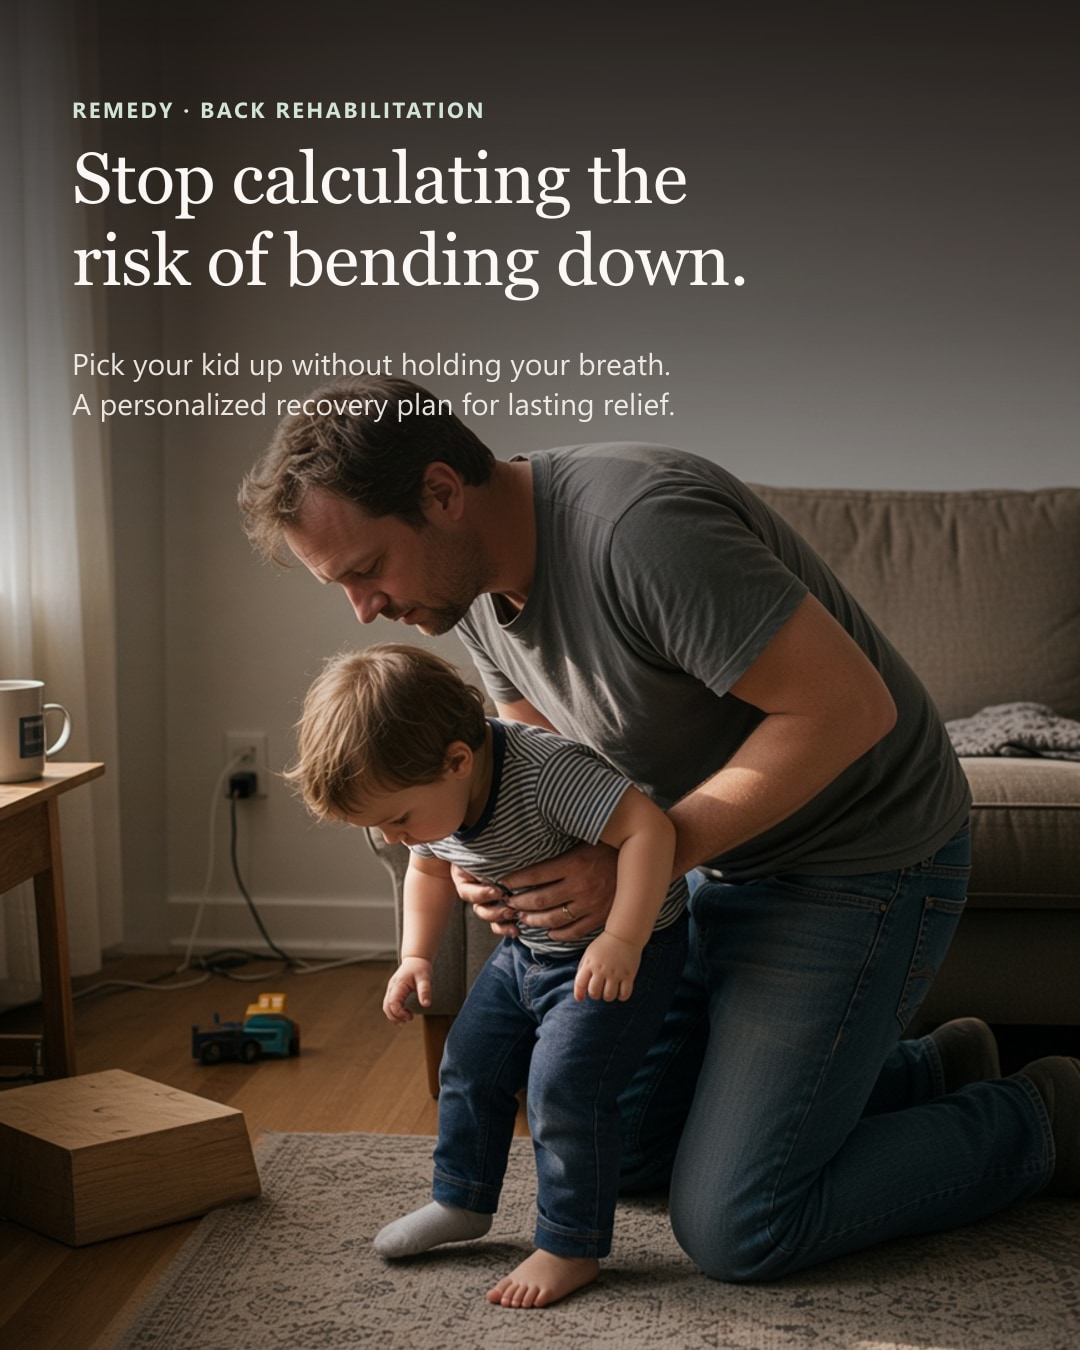 REMEDY · BACK REHABILITATION
Stop calculating the
risk of bending down.
Pick your kid up without holding your breath.
A personalized recovery plan for lasting relief.